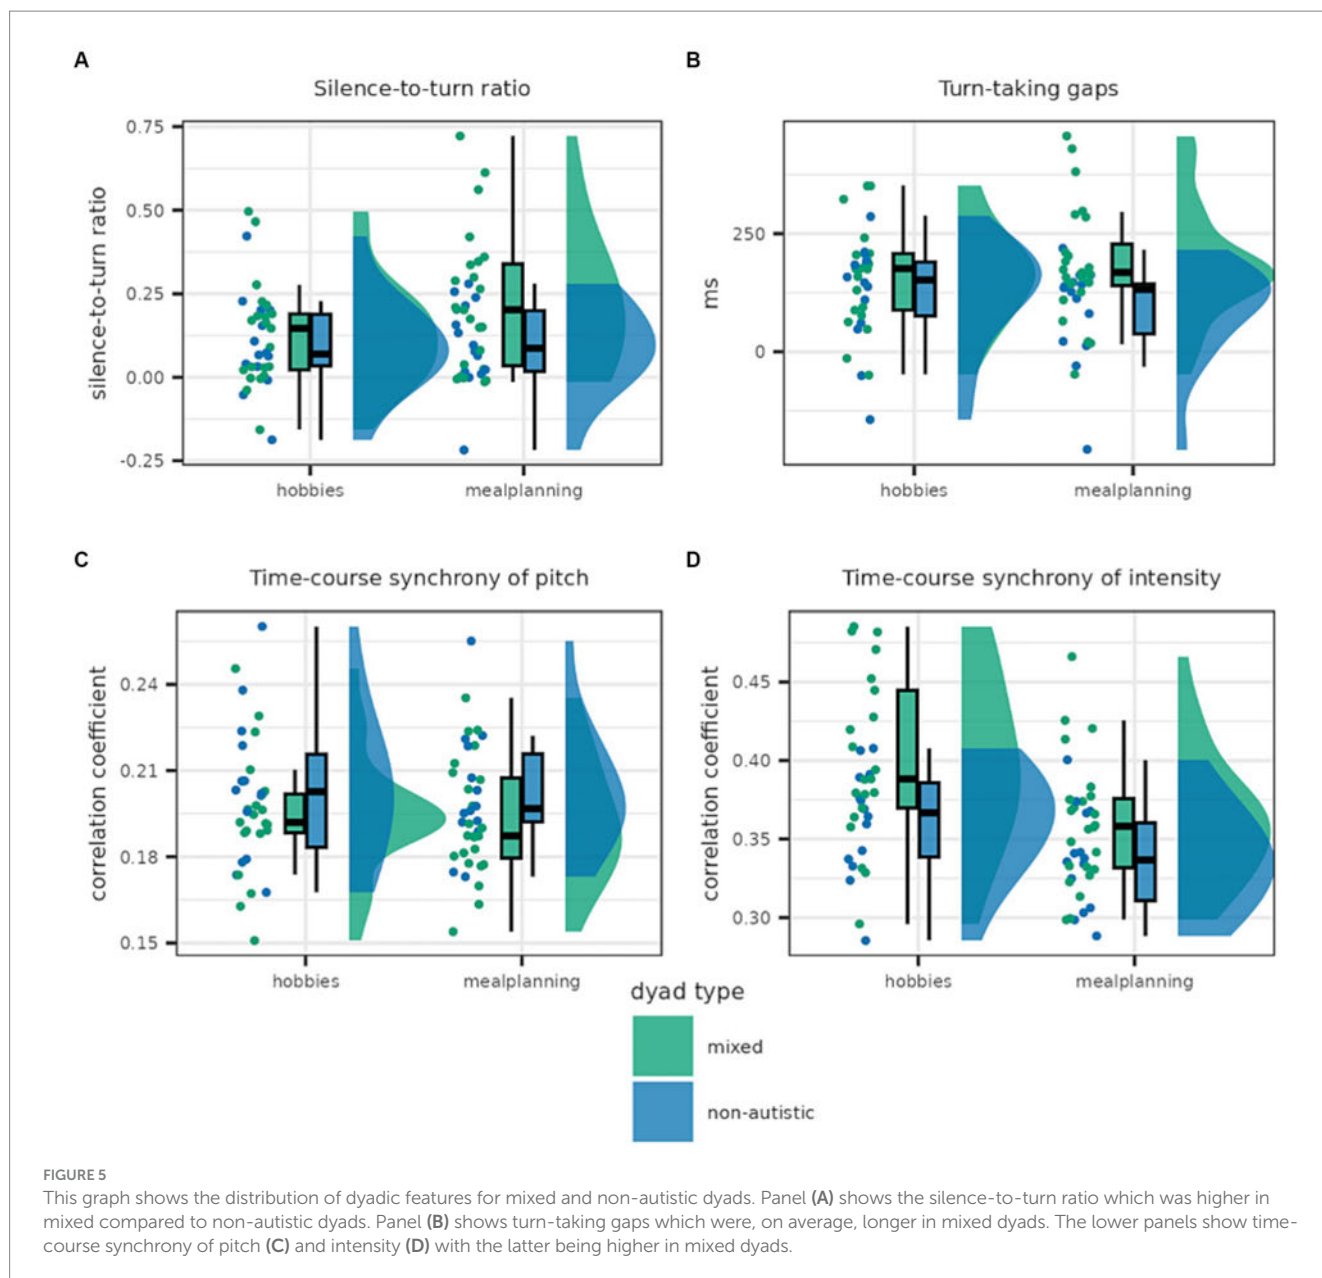 A
B
Silence-to-turn ratio
Turn-taking gaps
silence-to-turn ratio
0.75
0.50
0.25
0.00
-0.25
hobbies
mealplanning
ms
250
0
hobbies
mealplanning
C
D
Time-course synchrony of pitch
Time-course synchrony of intensity
correlation coefficient
0.24
0.21
0.18
0.15
hobbies
mealplanning
correlation coefficient
0.45
0.40
0.35
0.30
hobbies
mealplanning
dyad type
mixed
non-autistic
FIGURE 5
This graph shows the distribution of dyadic features for mixed and non-autistic dyads. Panel (A) shows the silence-to-turn ratio which was higher in
mixed compared to non-autistic dyads. Panel (B) shows turn-taking gaps which were, on average, longer in mixed dyads. The lower panels show time-
course synchrony of pitch (C) and intensity (D) with the latter being higher in mixed dyads.